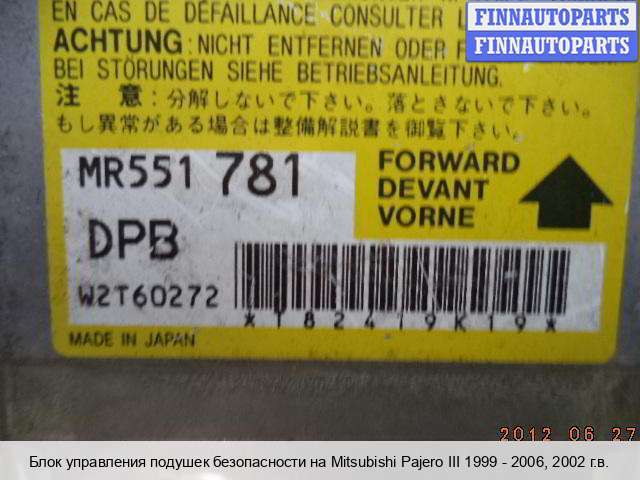 EN CAS DE DÉFAILLANCE CONSULTER
FINNAUTOPARTS
FINNAUTOPARTS
ACHTUNG: NICHT ENTFERNEN ODER
BEI STÖRUNGEN SIEHE BETRIEBSANLEITUNG.
注 意:分解しないで下さい。落ときないで下さい。
もし異常がある場合は整備解説書を御覧下さい。
MR551 781
FORWARD
DEVANT
VORNE
DPB
W2T60272
*T82419K19*
MADE IN JAPAN
2012 06 27
Блок управления подушек безопасности на Mitsubishi Pajero III 1999 - 2006, 2002 г.в.